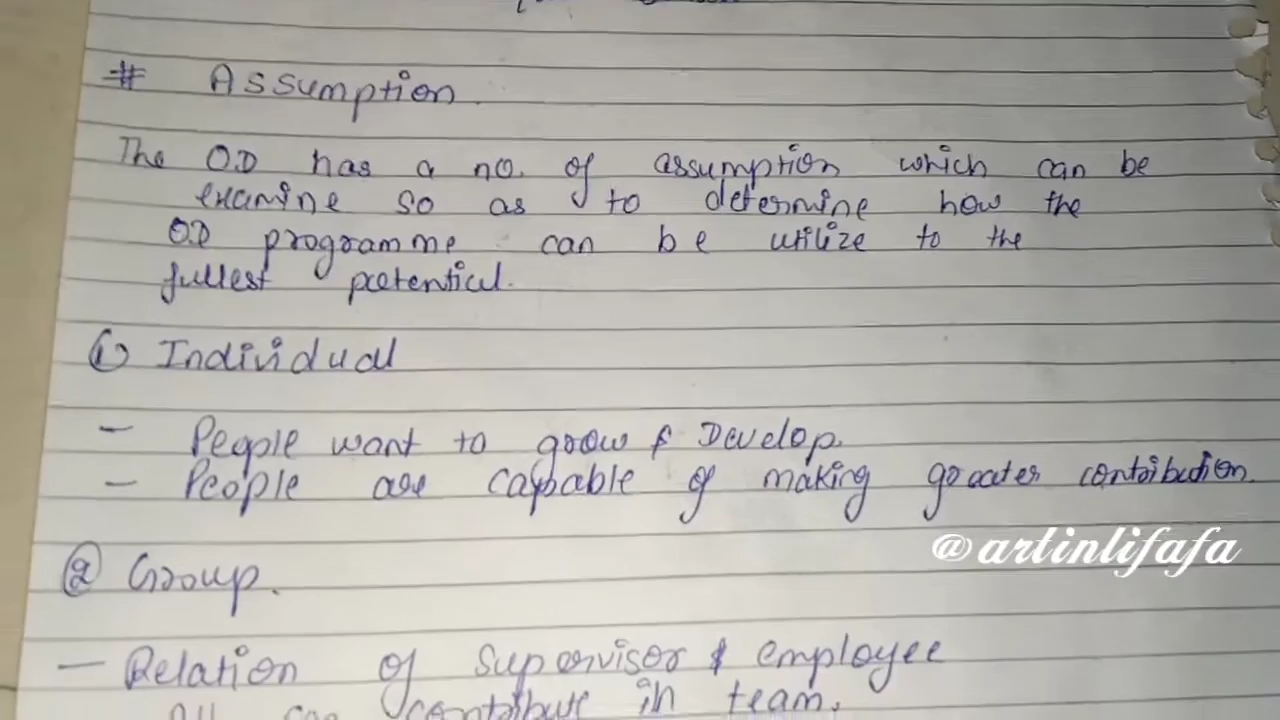 # Assumption
The O.D has a no. of assumption which can be
examine so as to determine how the
O.D programme can be utilize to the
fullest potential.
① Individual
- People want to grow & Develop.
- People are capable of making greater contribution.
② Group.
- Relation of Supervisor & employee
All can contribute in team.
@artinlifafa